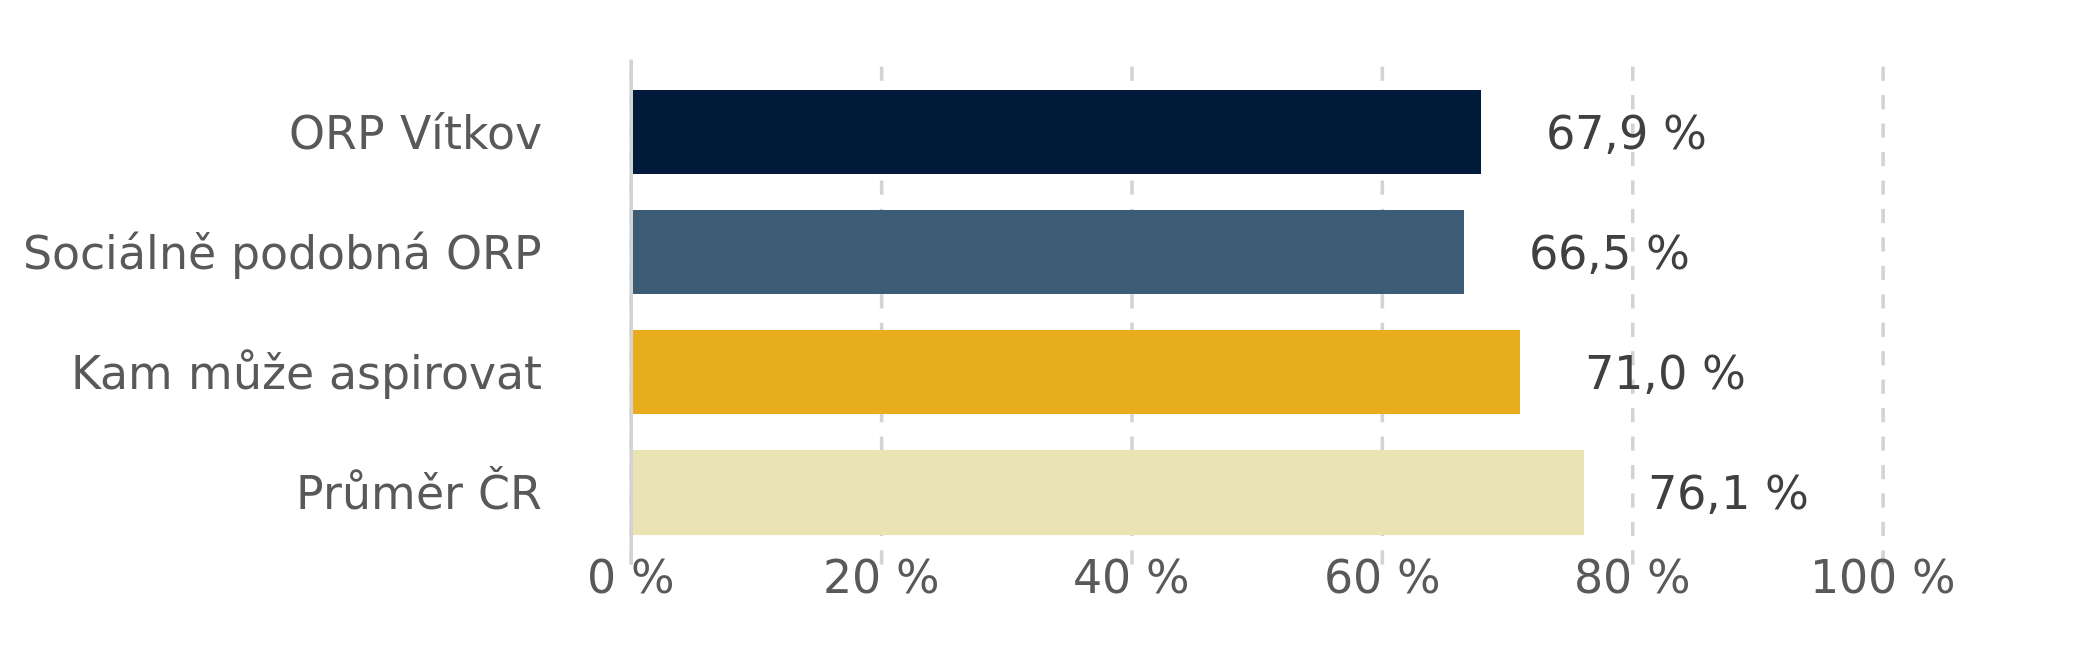 ORP Vítkov 67,9 %
Sociálně podobná ORP 66,5 %
Kam může aspirovat 71,0 %
Průměr ČR 76,1 %
0 % 20 % 40 % 60 % 80 % 100 %